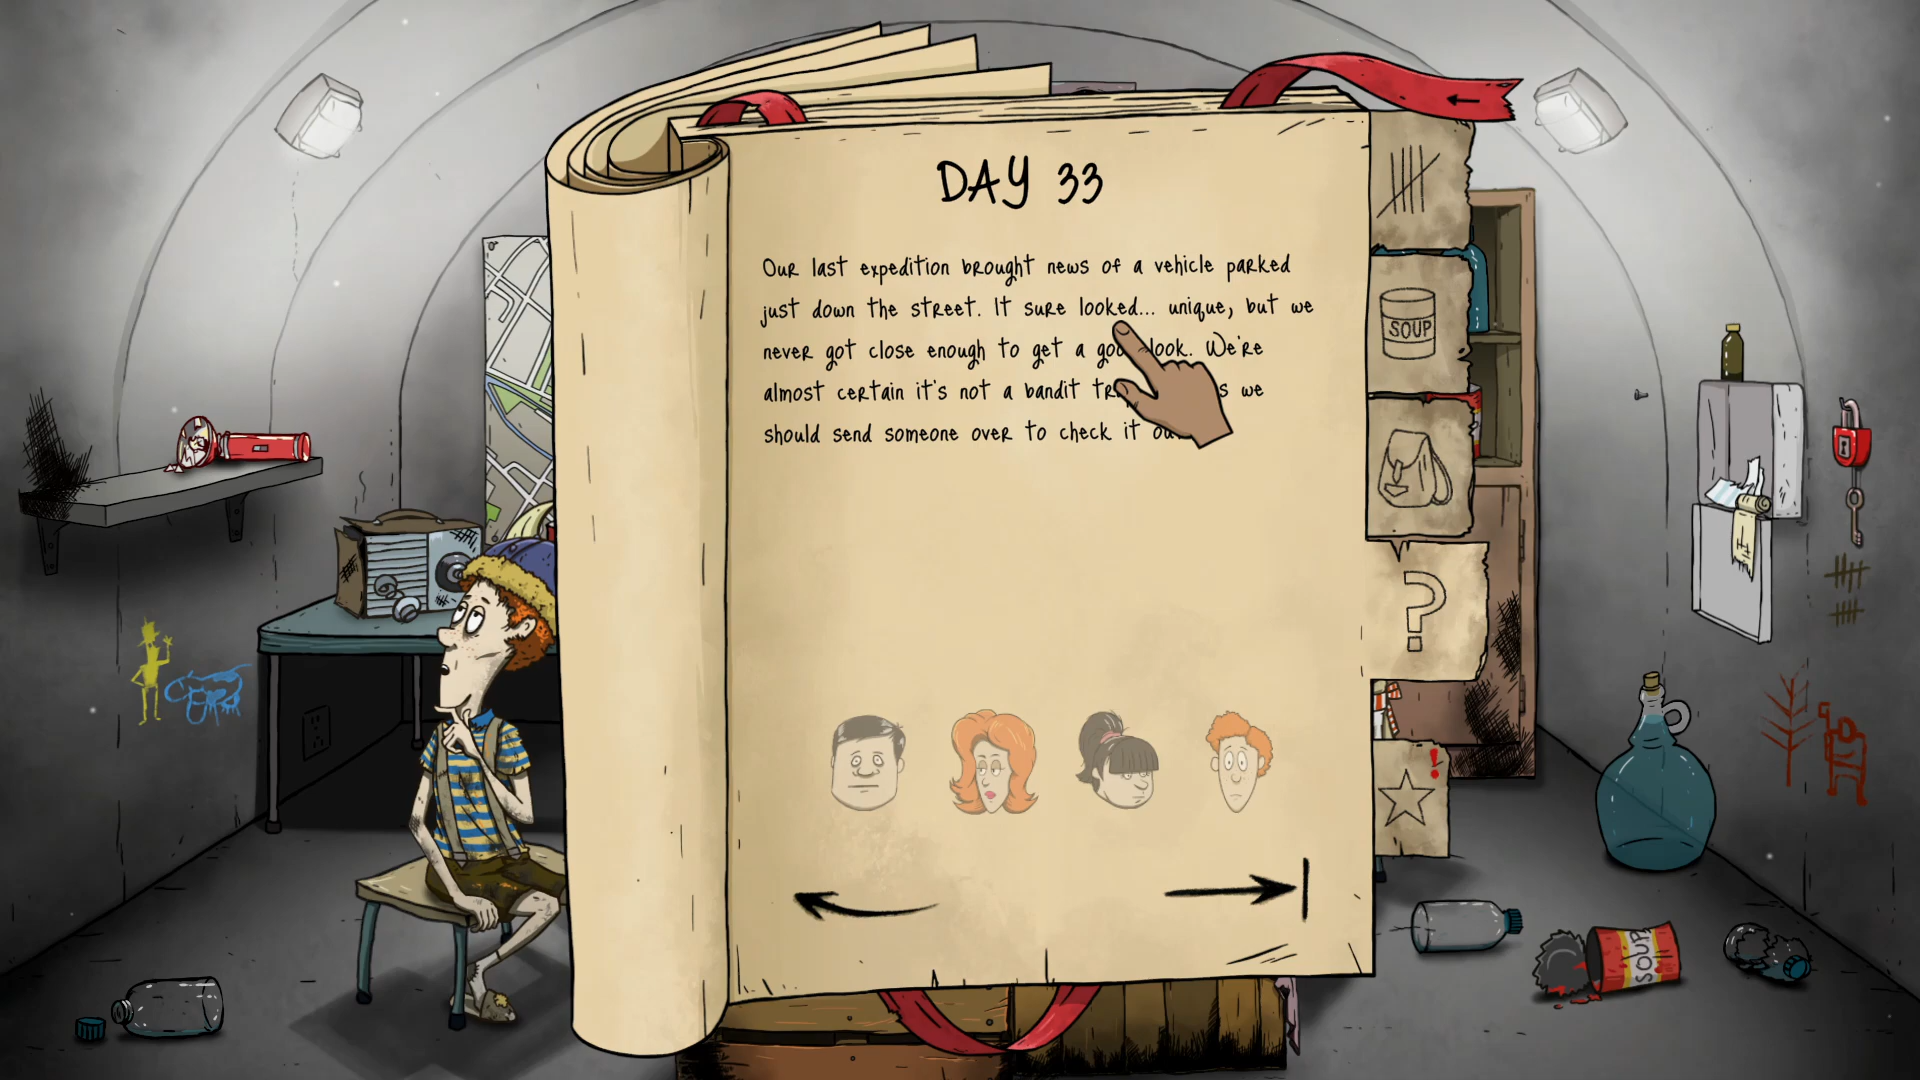 DAY 33
Our last expedition brought news of a vehicle parked
just down the street. It sure looked... unique, but we
never got close enough to get a look. We're
almost certain it's not a bandit we
should send someone over to check it
SOUP
SOUP